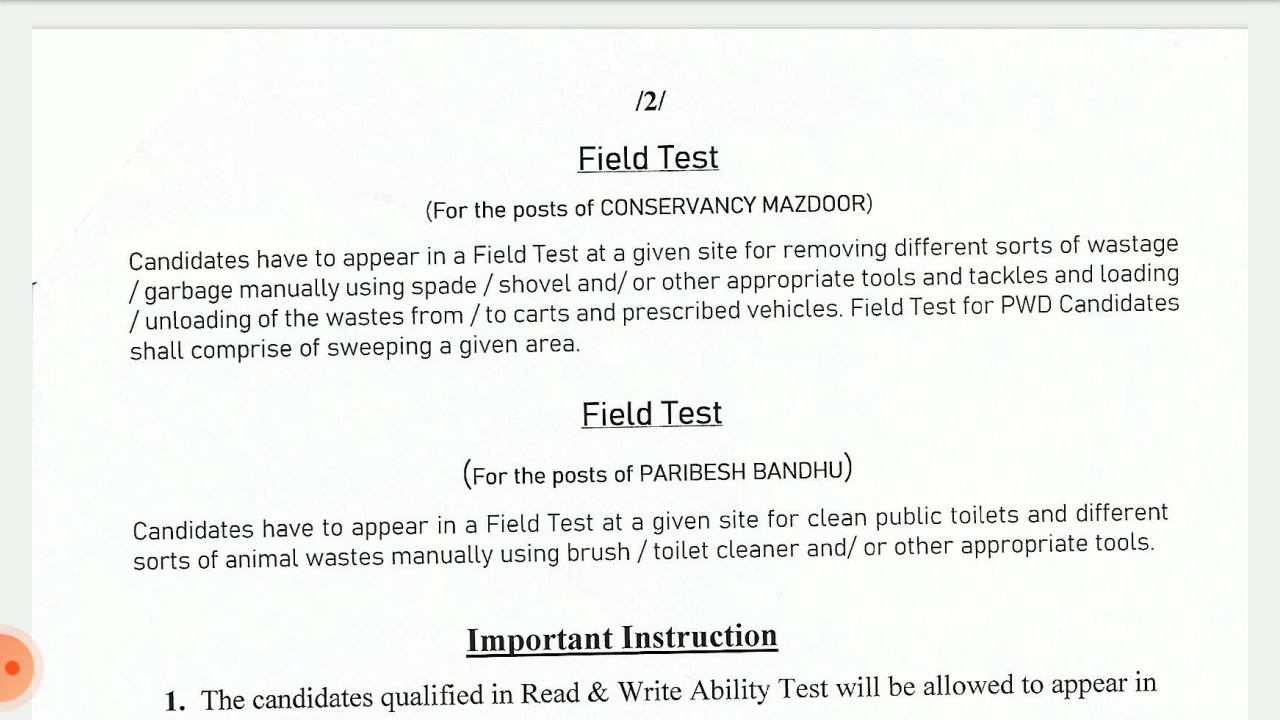 /2/
Field Test
(For the posts of CONSERVANCY MAZDOOR)
Candidates have to appear in a Field Test at a given site for removing different sorts of wastage
/ garbage manually using spade / shovel and/ or other appropriate tools and tackles and loading
/ unloading of the wastes from / to carts and prescribed vehicles. Field Test for PWD Candidates
shall comprise of sweeping a given area.
Field Test
(For the posts of PARIBESH BANDHU)
Candidates have to appear in a Field Test at a given site for clean public toilets and different
sorts of animal wastes manually using brush / toilet cleaner and/ or other appropriate tools.
Important Instruction
1. The candidates qualified in Read & Write Ability Test will be allowed to appear in